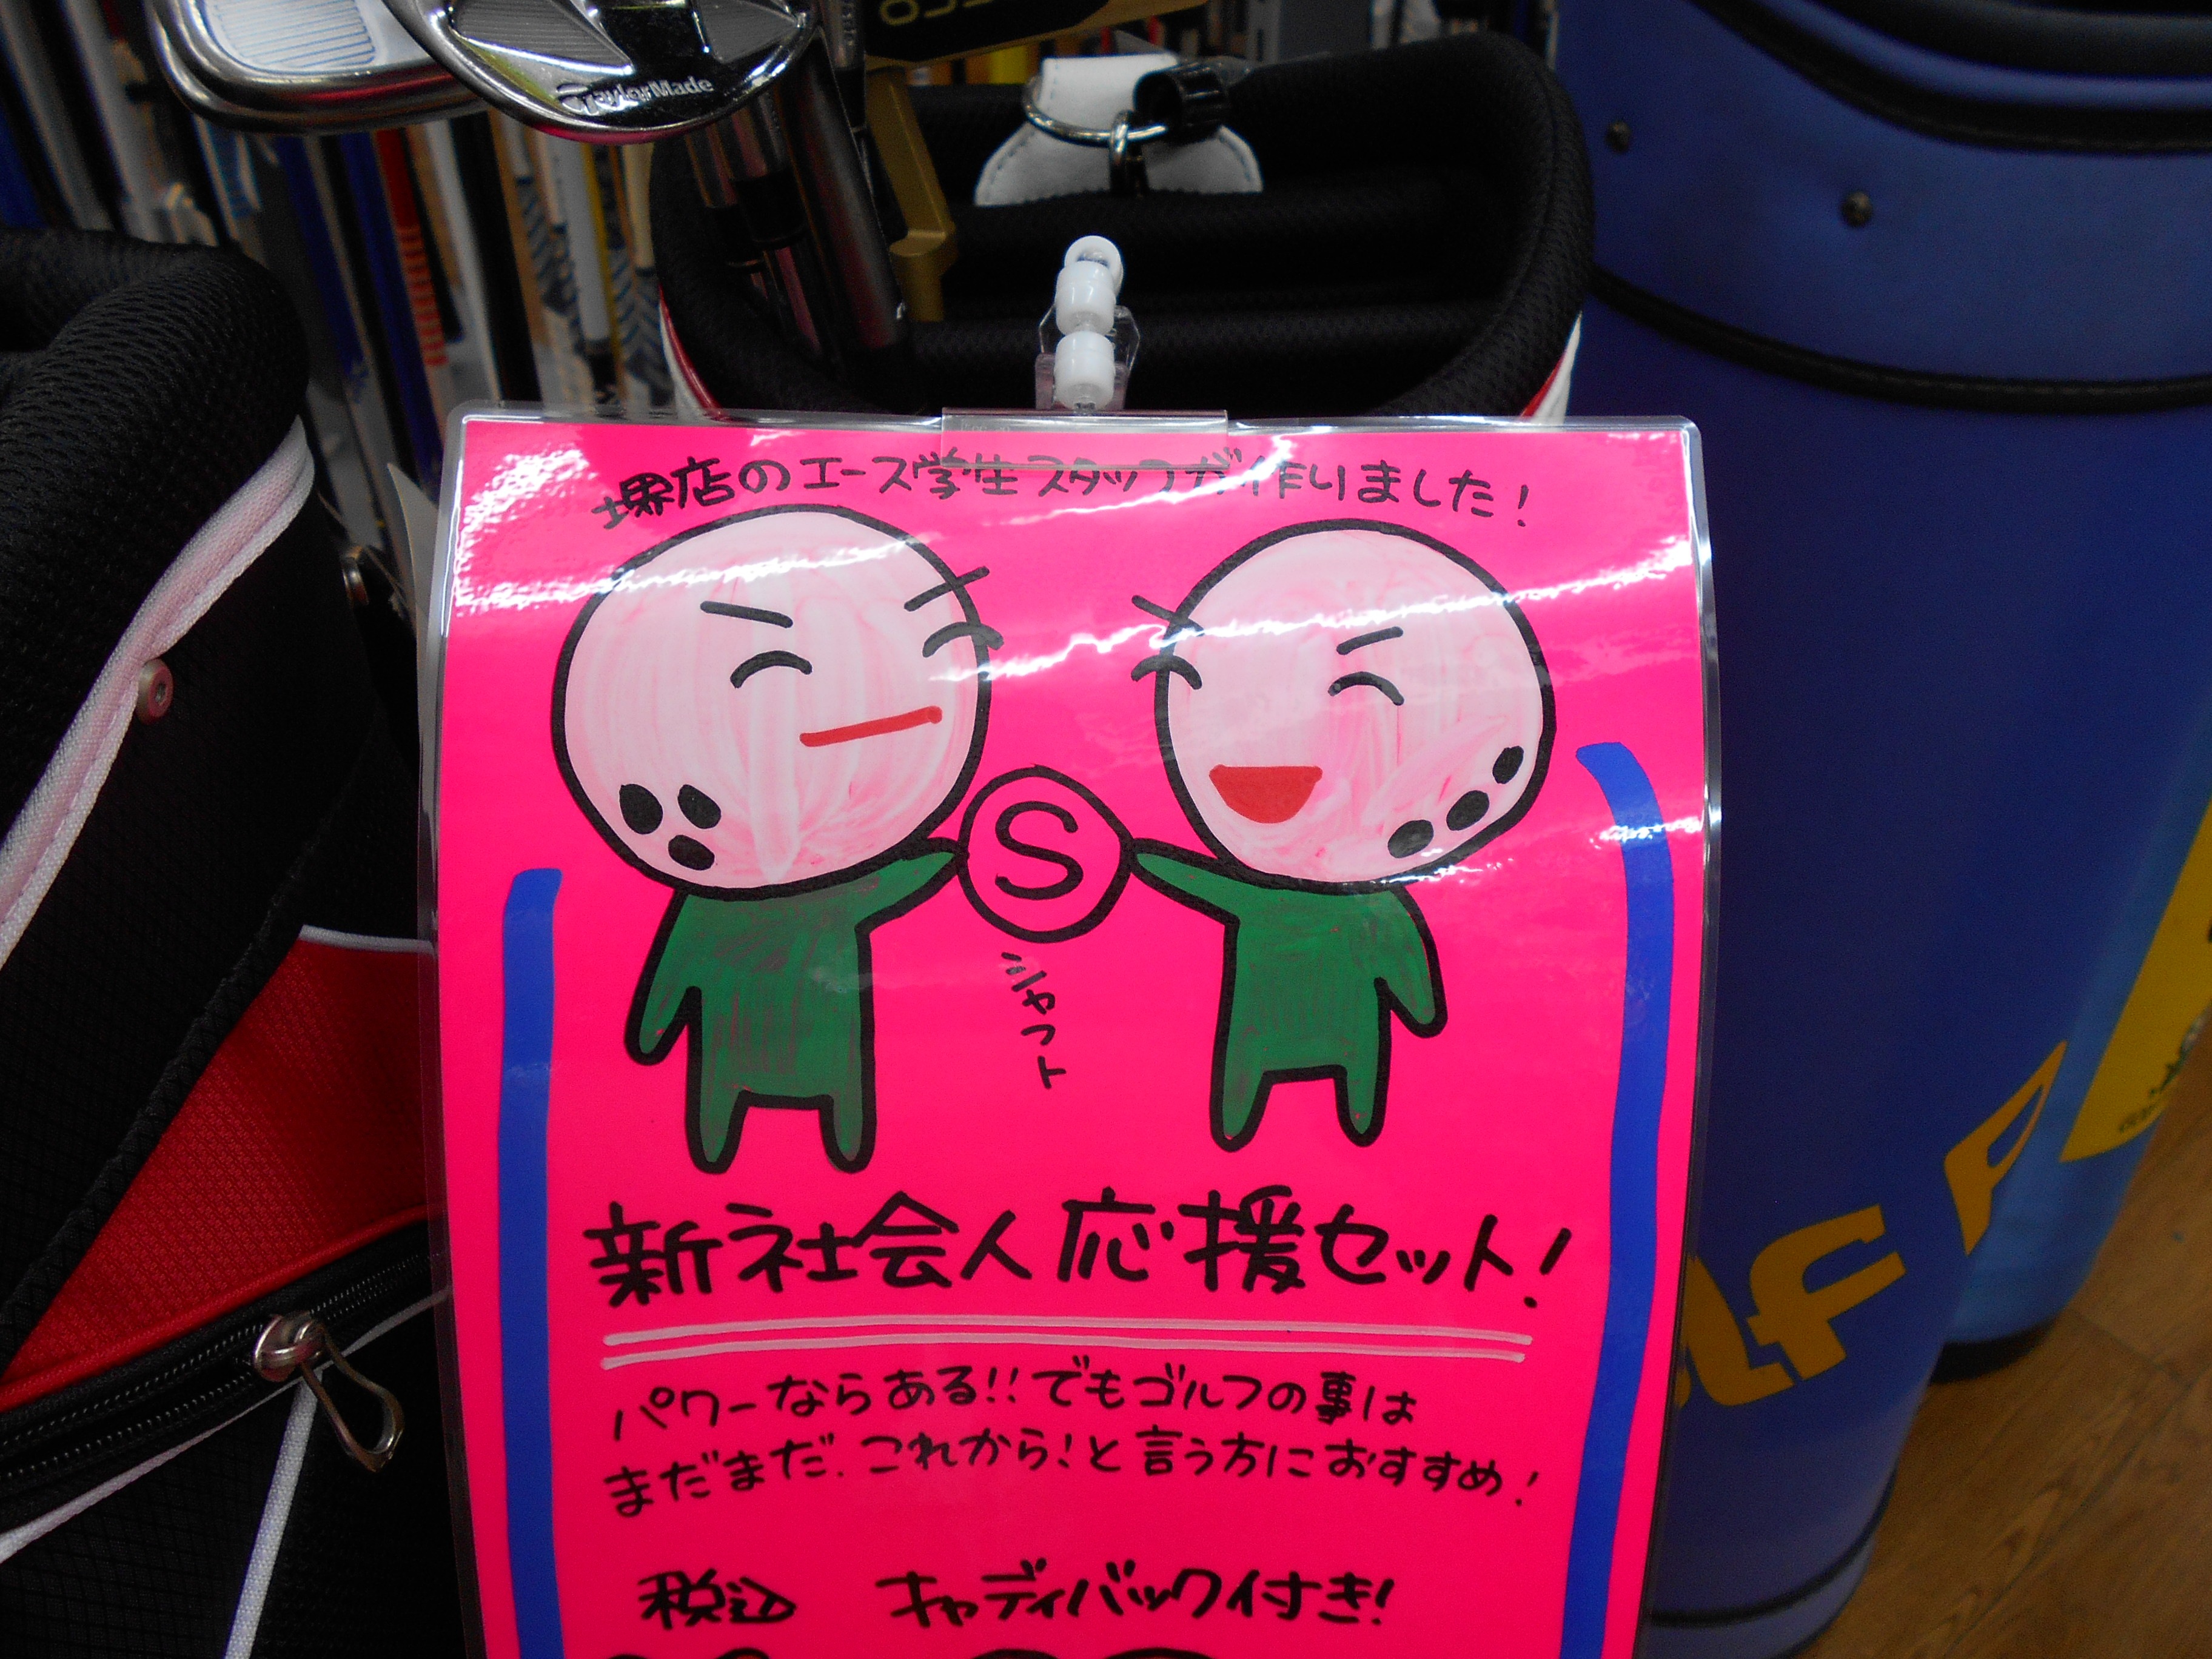 TaylorMade
堺店のエース学生スタッフが作りました!
S
シャフト
新社会人応援セット!
パワーならある!!でもゴルフの事は
まだまだ.これから!と言う方におすすめ!
税込 キャディバック付き!